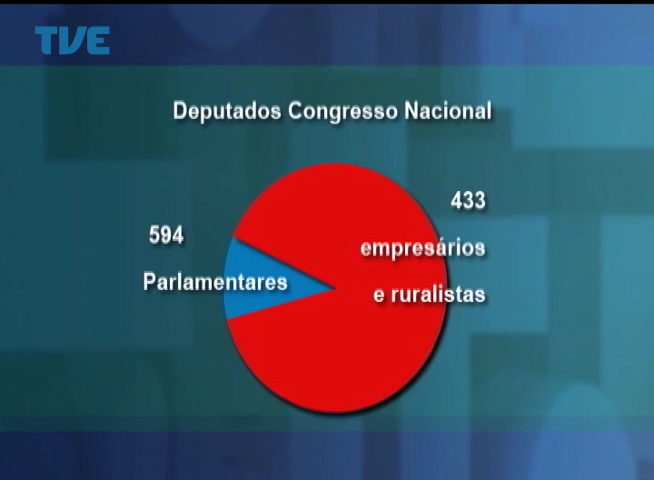 TVE
Deputados Congresso Nacional
433
empresários
e ruralistas
594
Parlamentares